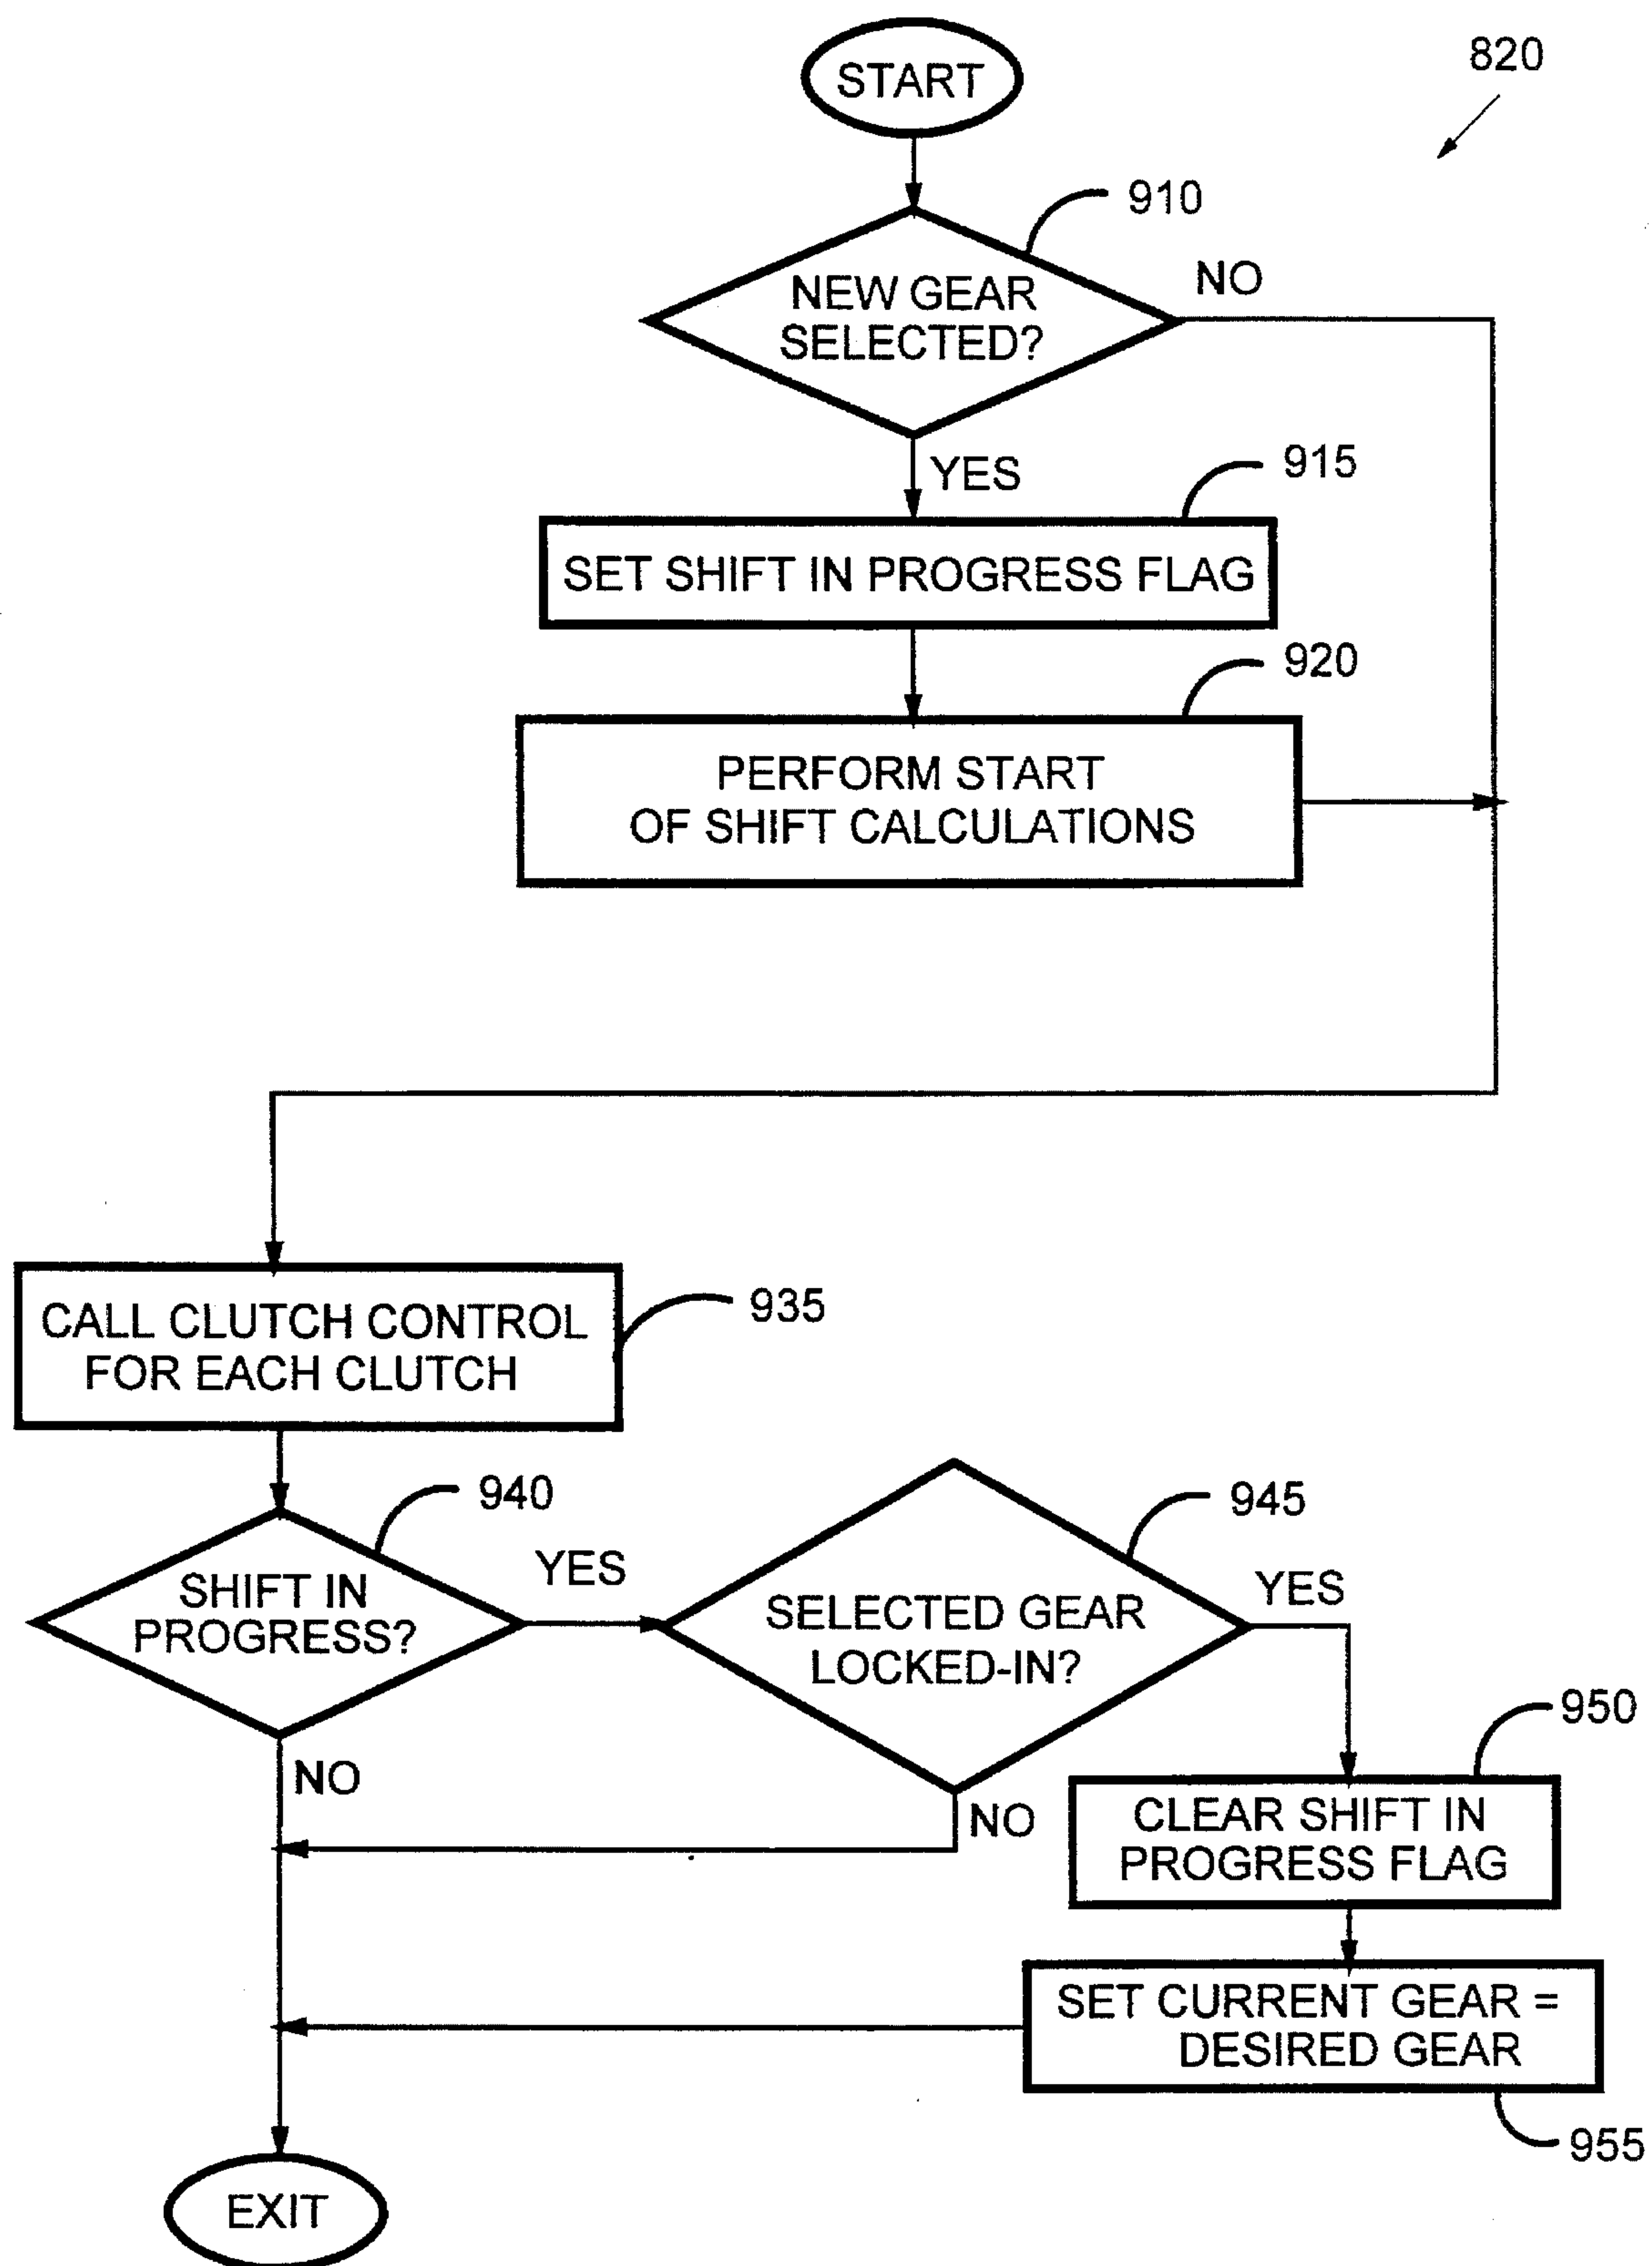 START
820
910
NEW GEAR
SELECTED?
NO
YES
915
SET SHIFT IN PROGRESS FLAG
920
PERFORM START
OF SHIFT CALCULATIONS
CALL CLUTCH CONTROL
FOR EACH CLUTCH
935
940
SHIFT IN
PROGRESS?
YES
NO
945
SELECTED GEAR
LOCKED-IN?
YES
NO
950
CLEAR SHIFT IN
PROGRESS FLAG
SET CURRENT GEAR =
DESIRED GEAR
955
EXIT